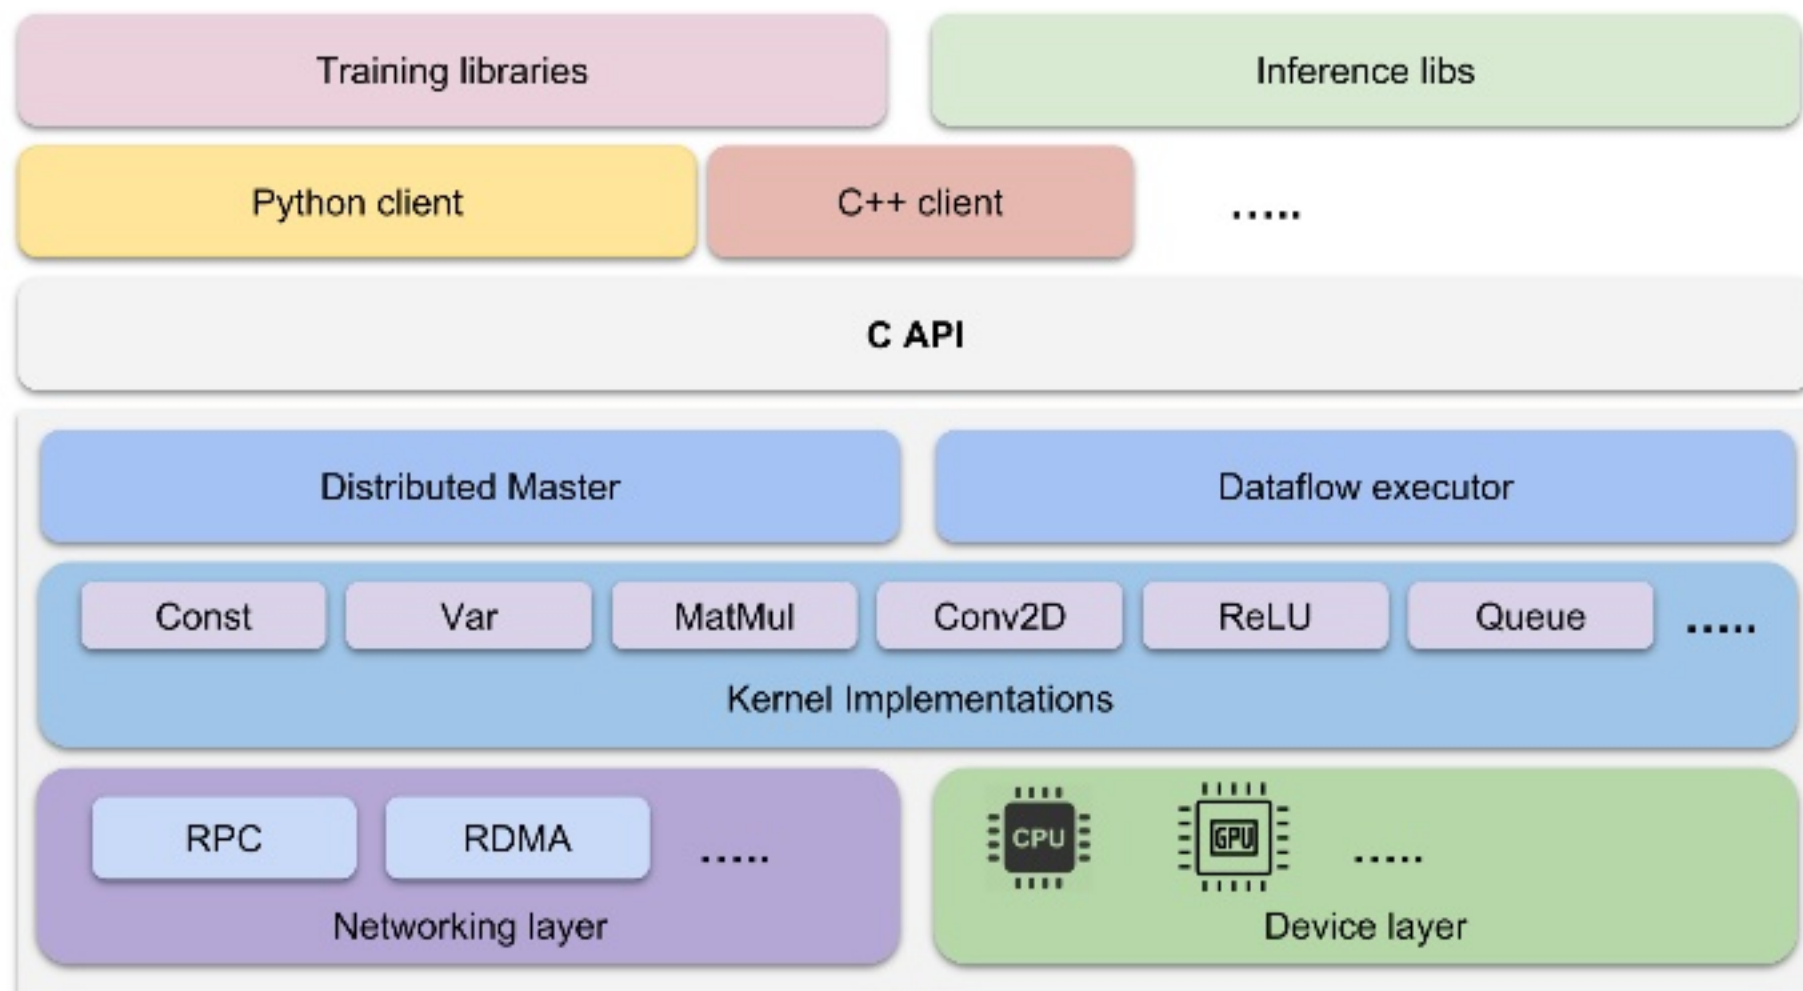 Training libraries
Inference libs
Python client
C++ client
.....
C API
Distributed Master
Dataflow executor
Const
Var
MatMul
Conv2D
ReLU
Queue
.....
Kernel Implementations
RPC
RDMA
.....
Networking layer
CPU
GPU
.....
Device layer